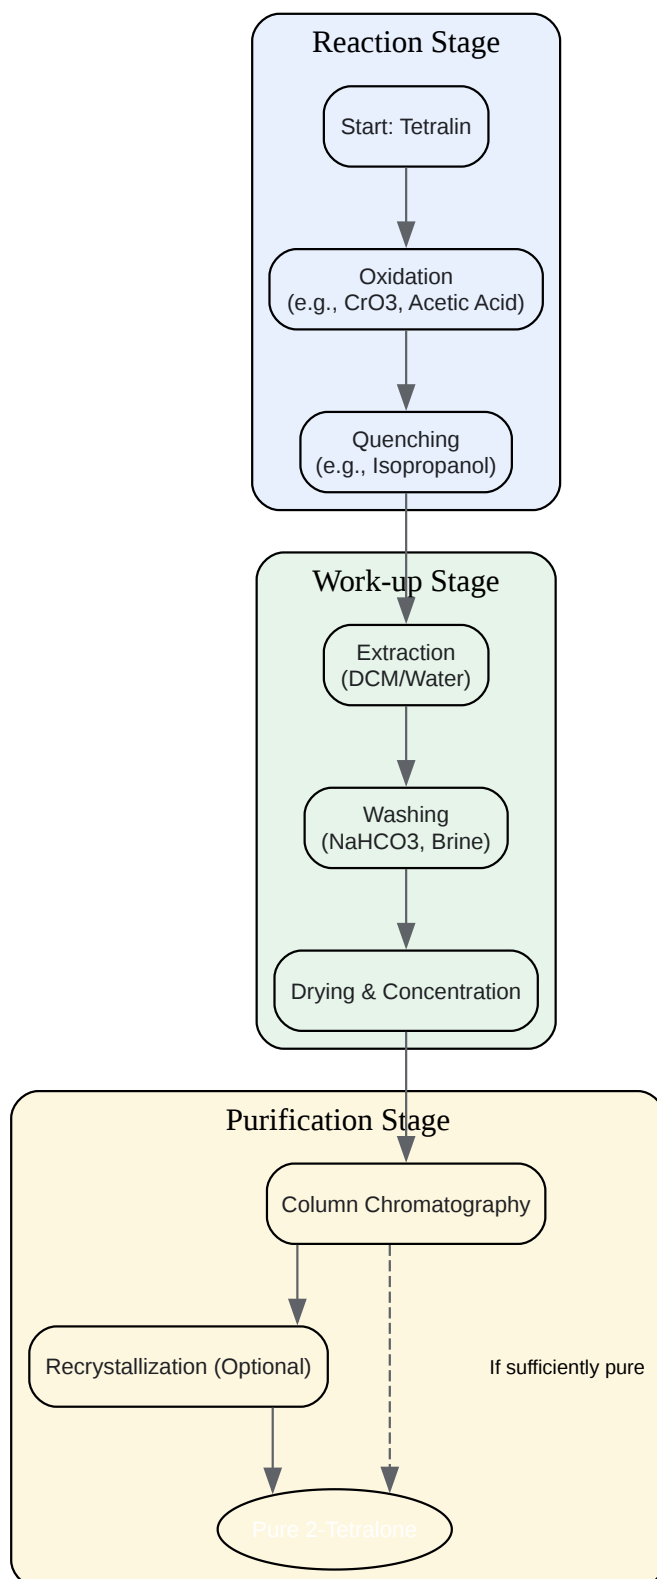 Reaction Stage
Start: Tetralin
Oxidation
(e.g., CrO3, Acetic Acid)
Quenching
(e.g., Isopropanol)
Work-up Stage
Extraction
(DCM/Water)
Washing
(NaHCO3, Brine)
Drying & Concentration
Purification Stage
Column Chromatography
Recrystallization (Optional)
If sufficiently pure
Pure 2-Tetralone